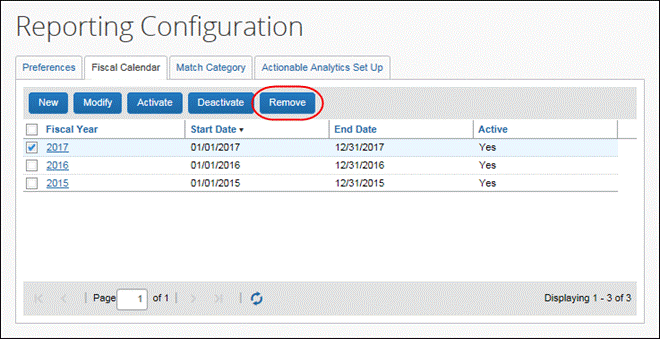 Reporting Configuration
Preferences Fiscal Calendar Match Category Actionable Analytics Set Up
New Modify Activate Deactivate Remove
Fiscal Year Start Date End Date Active
2017 01/01/2017 12/31/2017 Yes
2016 01/01/2016 12/31/2016 Yes
2015 01/01/2015 12/31/2015 Yes
Page 1 of 1 Displaying 1 - 3 of 3